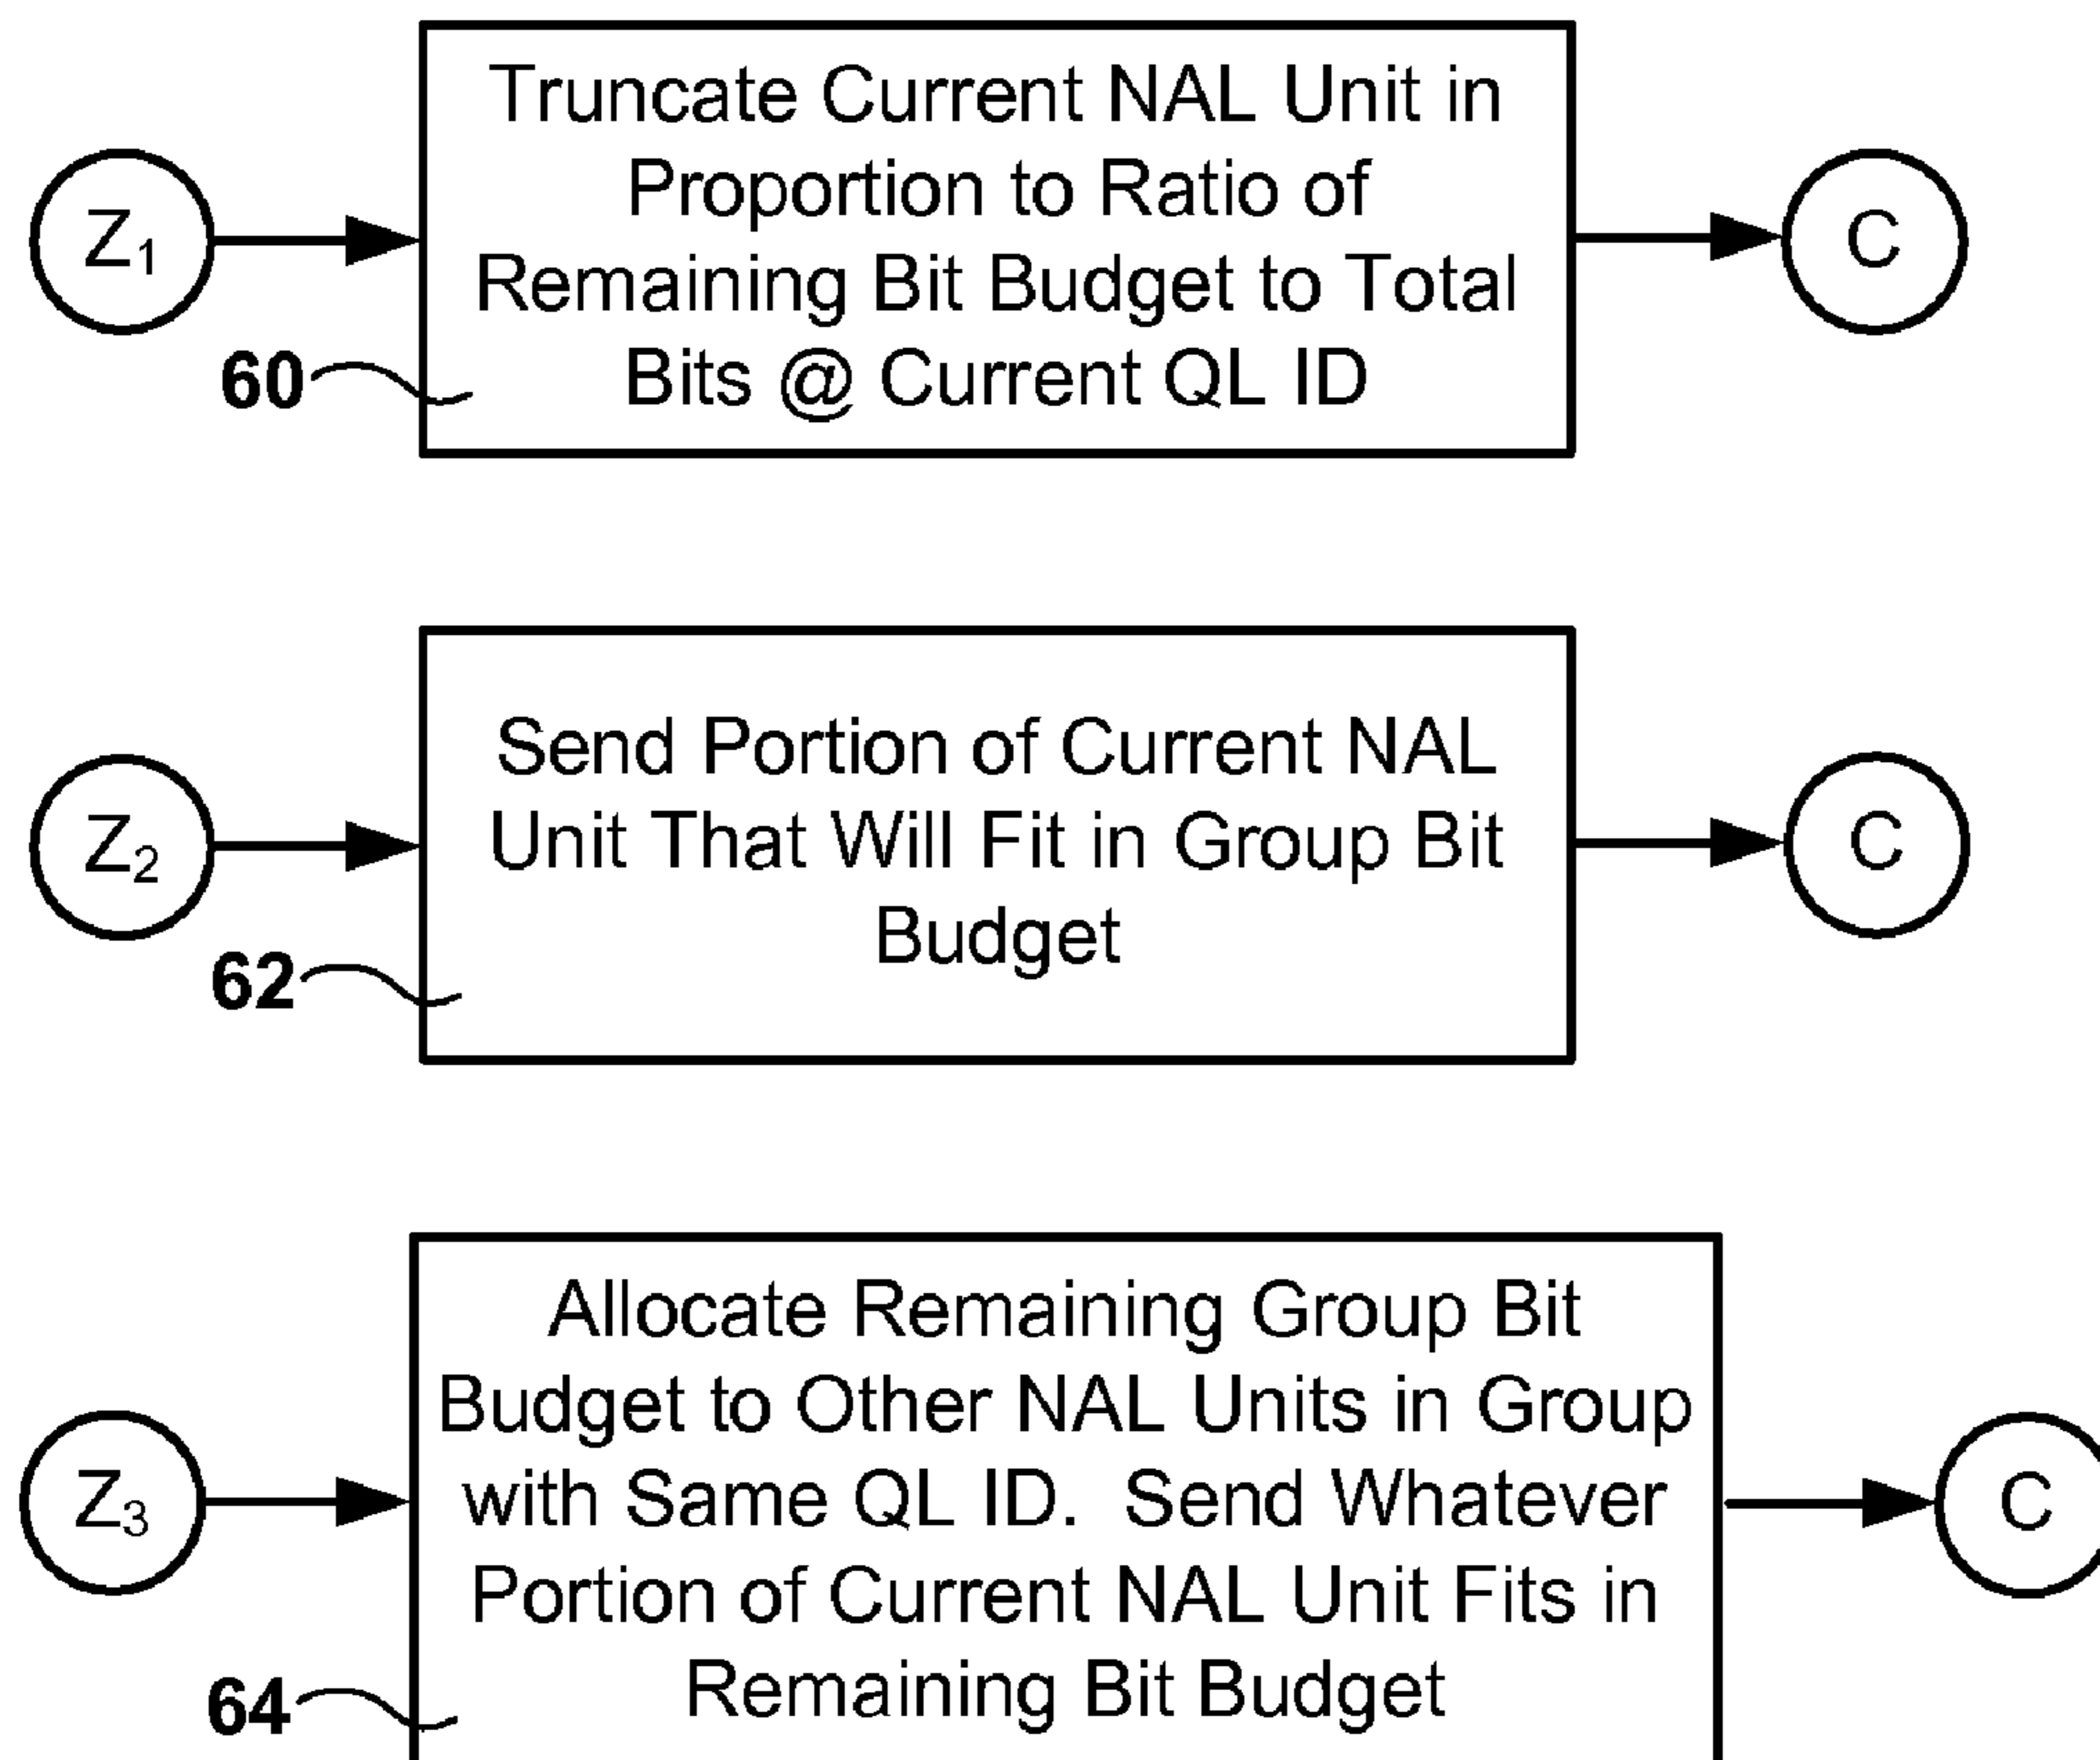 Z1
Truncate Current NAL Unit in
Proportion to Ratio of
Remaining Bit Budget to Total
Bits @ Current QL ID
C
60
Z2
Send Portion of Current NAL
Unit That Will Fit in Group Bit
Budget
C
62
Z3
Allocate Remaining Group Bit
Budget to Other NAL Units in Group
with Same QL ID. Send Whatever
Portion of Current NAL Unit Fits in
Remaining Bit Budget
C
64